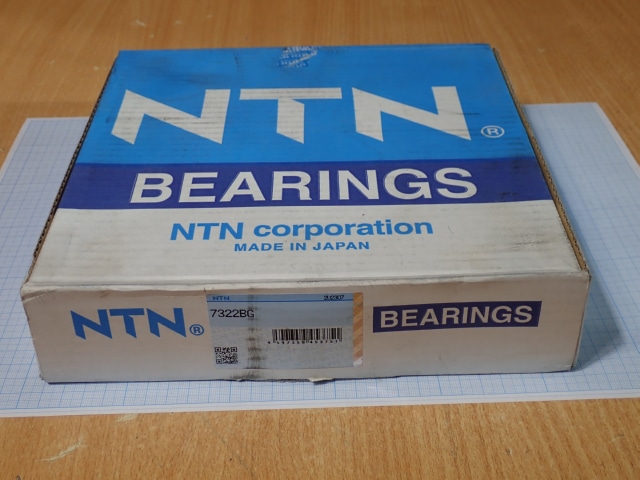 NTN®
BEARINGS
NTN corporation
MADE IN JAPAN
NTN®
NTN
7322BG
BEARINGS